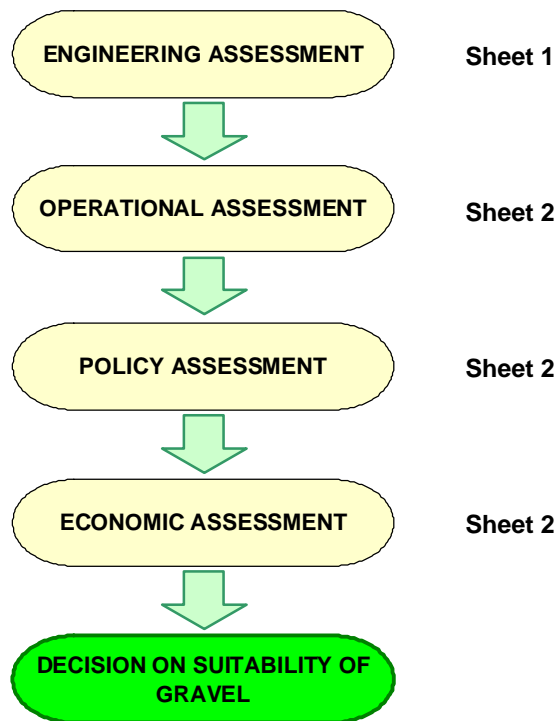 ENGINEERING ASSESSMENT Sheet 1
OPERATIONAL ASSESSMENT Sheet 2
POLICY ASSESSMENT Sheet 2
ECONOMIC ASSESSMENT Sheet 2
DECISION ON SUITABILITY OF
GRAVEL